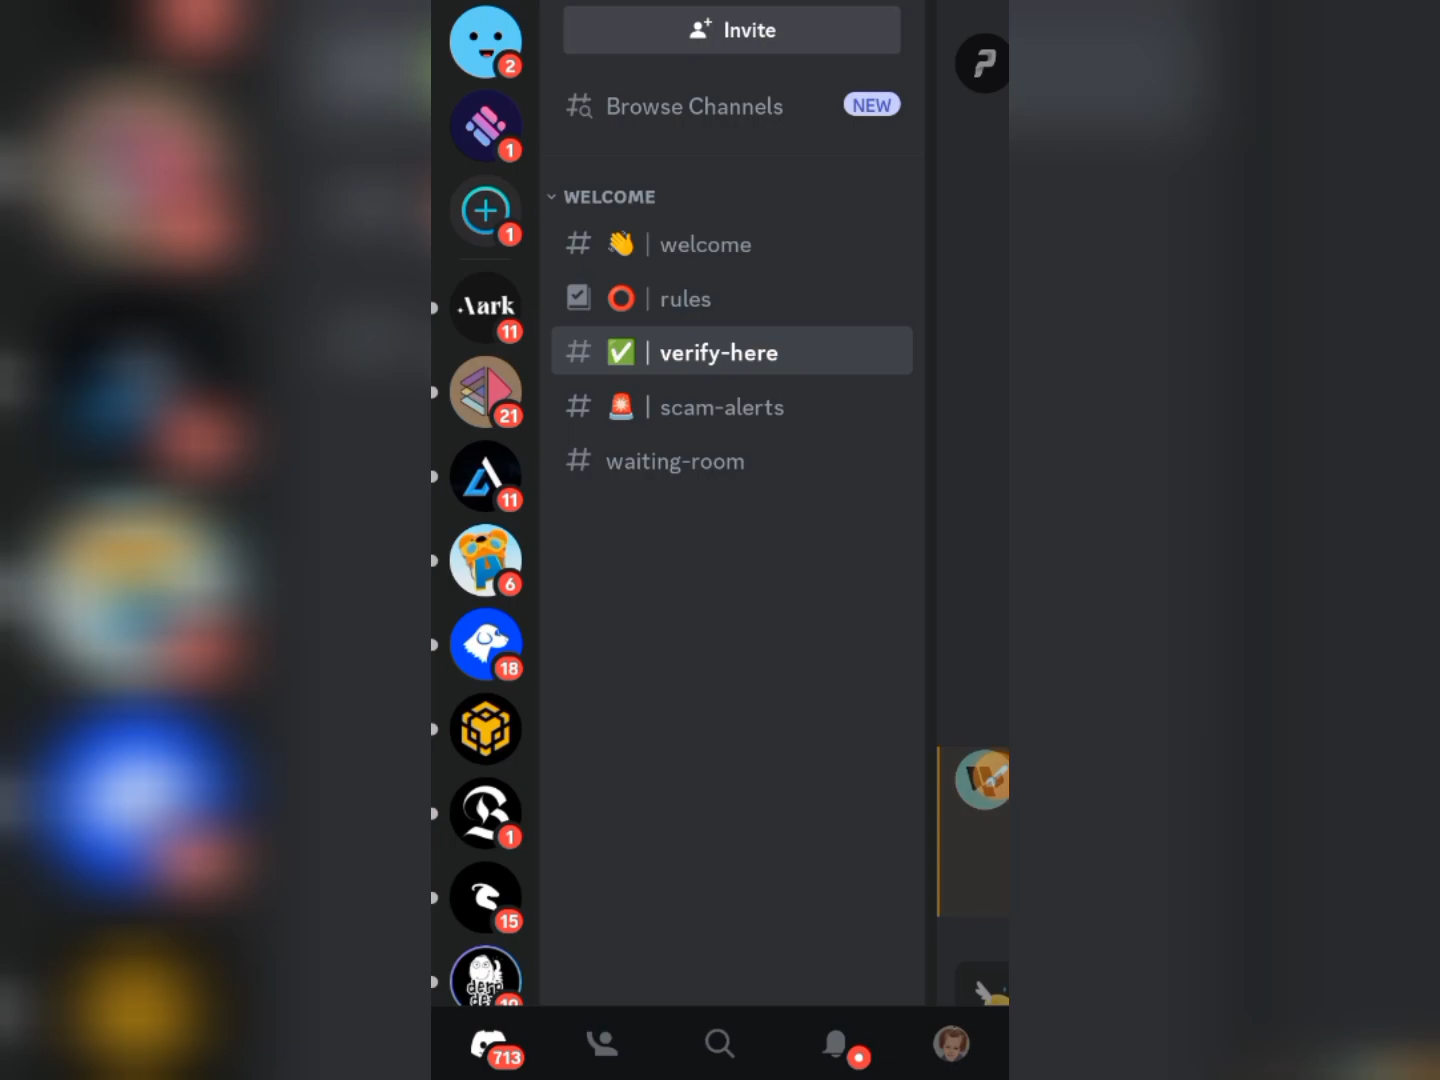 Invite
Browse Channels NEW
WELCOME
welcome
rules
verify-here
scam-alerts
waiting-room
2
1
1
Aark
11
21
11
6
18
1
15
derp
713